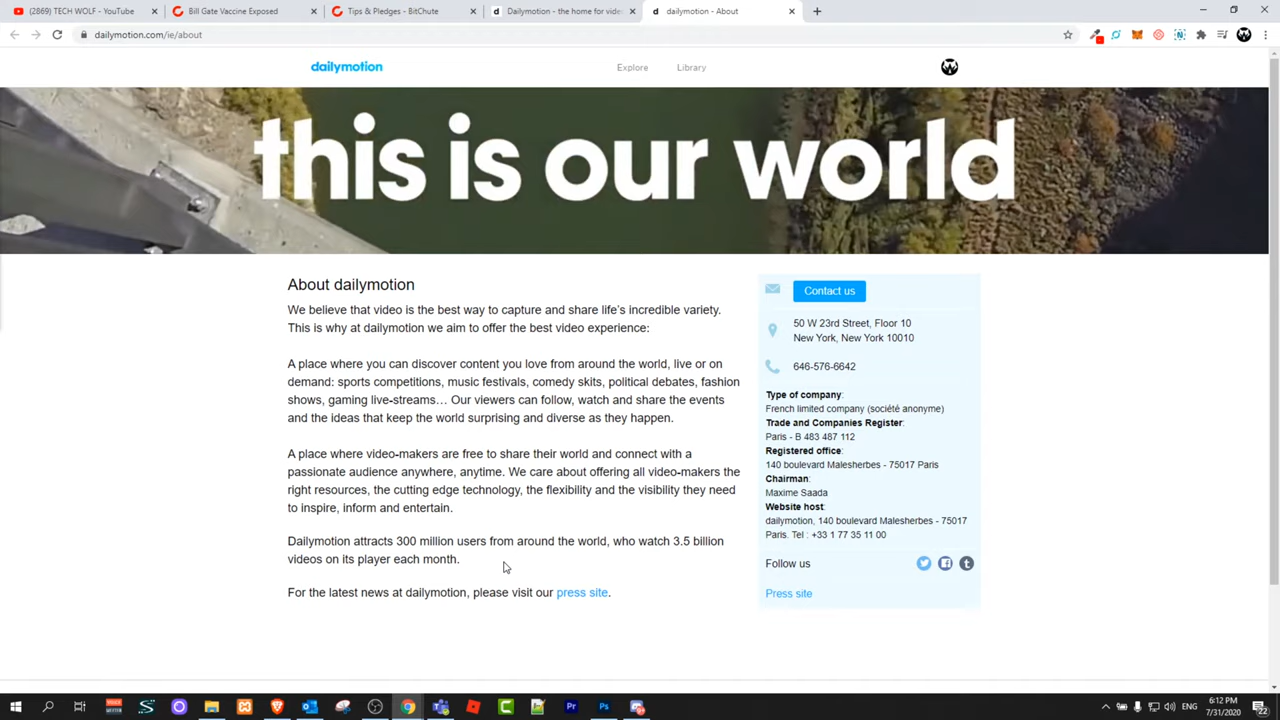 (2869) TECH WOLF - YouTube
Bill Gate Vaccine Exposed
Tips & Pledges - BitChute
Dailymotion - the home for vide
dailymotion - About
dailymotion.com/ie/about
dailymotion
Explore
Library
this is our world
About dailymotion
We believe that video is the best way to capture and share life's incredible variety.
This is why at dailymotion we aim to offer the best video experience:
A place where you can discover content you love from around the world, live or on
demand: sports competitions, music festivals, comedy skits, political debates, fashion
shows, gaming live-streams… Our viewers can follow, watch and share the events
and the ideas that keep the world surprising and diverse as they happen.
A place where video-makers are free to share their world and connect with a
passionate audience anywhere, anytime. We care about offering all video-makers the
right resources, the cutting edge technology, the flexibility and the visibility they need
to inspire, inform and entertain.
Dailymotion attracts 300 million users from around the world, who watch 3.5 billion
videos on its player each month.
For the latest news at dailymotion, please visit our press site.
Contact us
50 W 23rd Street, Floor 10
New York, New York 10010
646-576-6642
Type of company:
French limited company (société anonyme)
Trade and Companies Register:
Paris - B 483 487 112
Registered office:
140 boulevard Malesherbes - 75017 Paris
Chairman:
Maxime Saada
Website host:
dailymotion, 140 boulevard Malesherbes - 75017
Paris. Tel : +33 1 77 35 11 00
Follow us
Press site
6:12 PM
7/31/2020
22